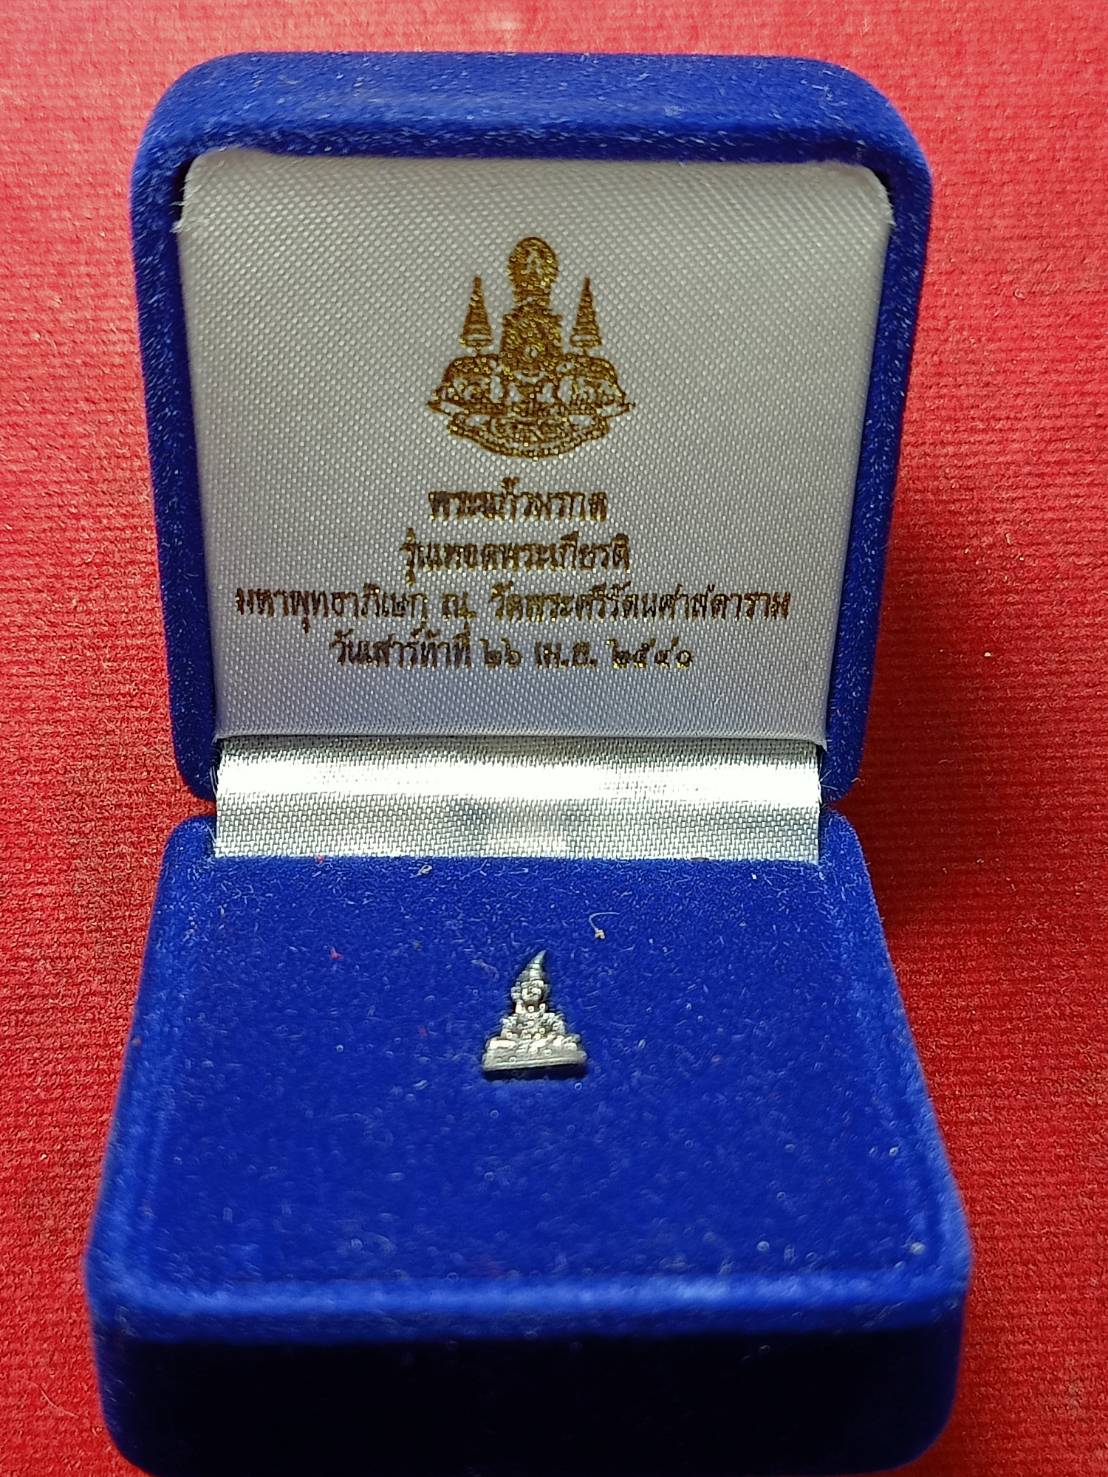 พระแก้วมรกต
รุ่นเทอดพระเกียรติ
มหาพุทธาภิเษก ณ วัดพระศรีรัตนศาสดาราม
วันเสาร์ห้าที่ ๒๖ เม.ย. ๒๕๔๐